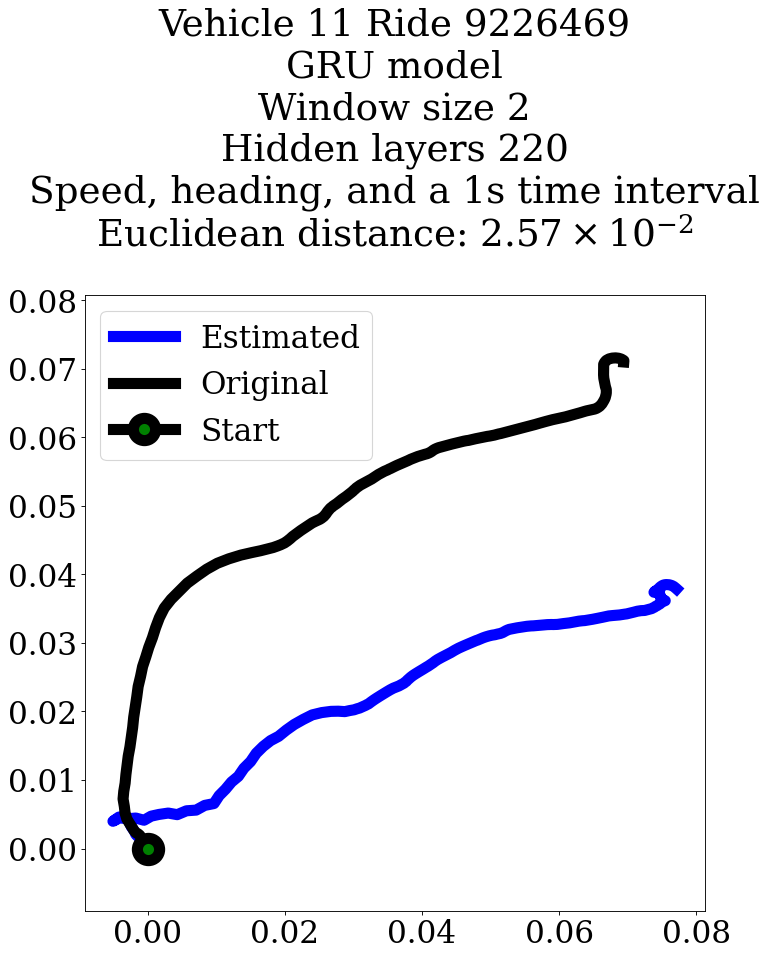 Vehicle 11 Ride 9226469
GRU model
Window size 2
Hidden layers 220
Speed, heading, and a 1s time interval
Euclidean distance: 2.57 × 10⁻²
0.08
0.07
0.06
0.05
0.04
0.03
0.02
0.01
0.00
Estimated
Original
Start
0.00 0.02 0.04 0.06 0.08